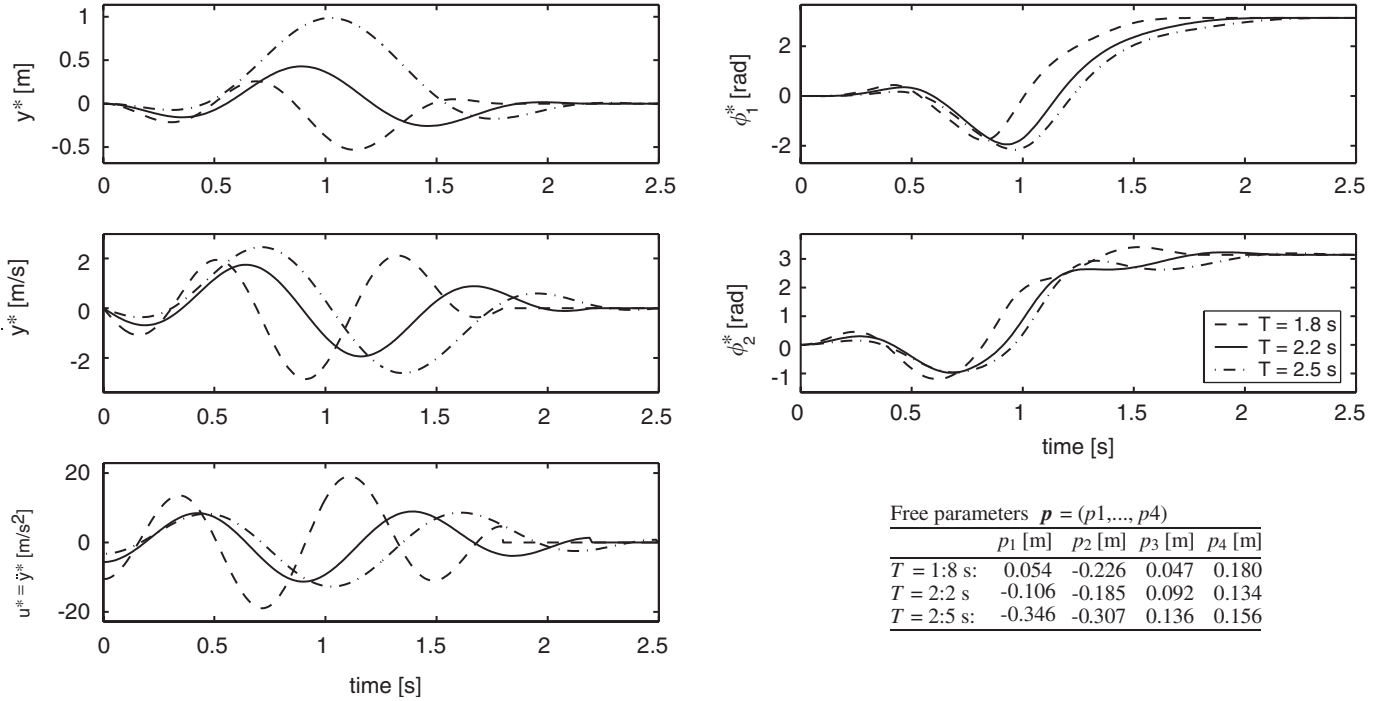 1
0.5
0
-0.5
y* [m]
0 0.5 1 1.5 2 2.5
2
0
-2
ẏ* [m/s]
0 0.5 1 1.5 2 2.5
20
0
-20
u* = ÿ* [m/s²]
0 0.5 1 1.5 2 2.5
time [s]
2
0
-2
ϕ₁* [rad]
0 0.5 1 1.5 2 2.5
3
2
1
0
-1
ϕ₂* [rad]
T = 1.8 s
T = 2.2 s
T = 2.5 s
0 0.5 1 1.5 2 2.5
time [s]
Free parameters p = (p1,..., p4)
p₁ [m] p₂ [m] p₃ [m] p₄ [m]
T = 1:8 s: 0.054 -0.226 0.047 0.180
T = 2:2 s -0.106 -0.185 0.092 0.134
T = 2:5 s: -0.346 -0.307 0.136 0.156